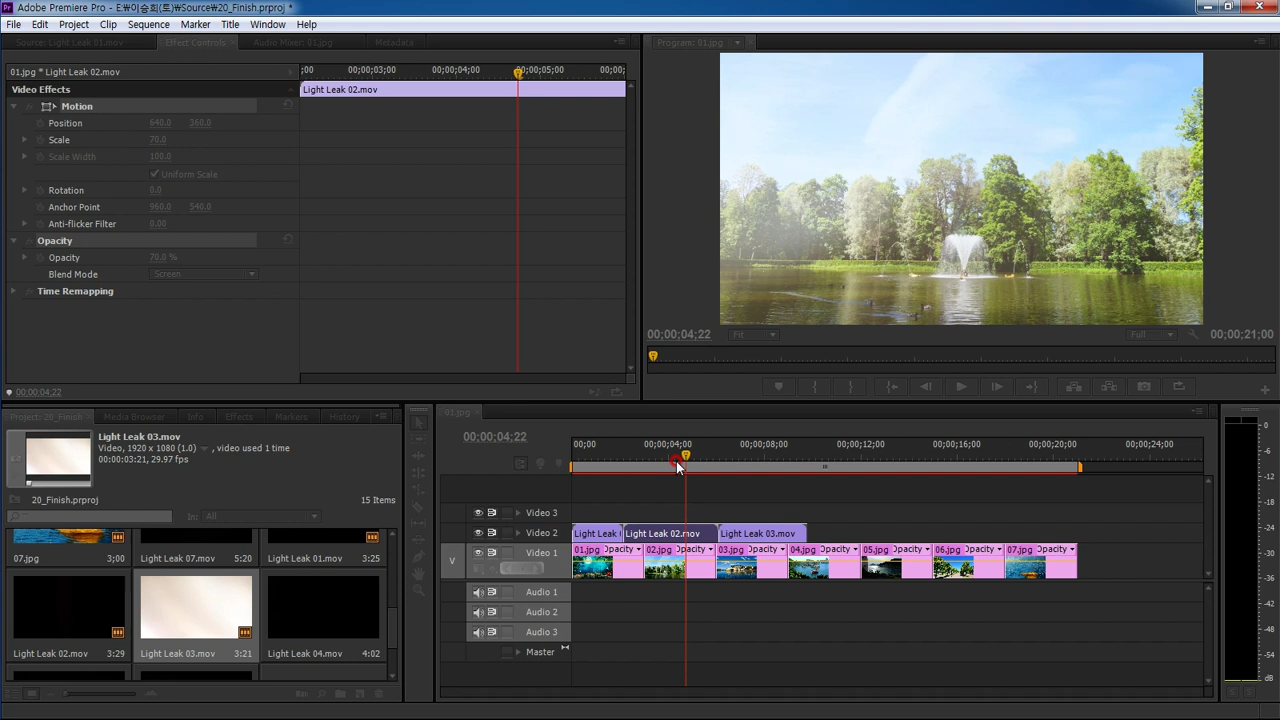 Pr Adobe Premiere Pro - E:₩이승희(토)₩Source₩20_Finish.prproj *
File Edit Project Clip Sequence Marker Title Window Help
Source: Light Leak 01.mov Effect Controls Audio Mixer: 01.jpg Metadata
Program: 01.jpg
01.jpg * Light Leak 02.mov
;00 00;00;03;00 00;00;04;00 00;00;05;00 00;00;
Video Effects
Light Leak 02.mov
Motion
Position 640.0 360.0
Scale 70.0
Scale Width 100.0
Uniform Scale
Rotation 0.0
Anchor Point 960.0 540.0
Anti-flicker Filter 0.00
Opacity
Opacity 70.0 %
Blend Mode Screen
Time Remapping
00;00;04;22
00;00;04;22 Fit Full 00;00;21;00
Project: 20_Finish Media Browser Info Effects Markers History
Light Leak 03.mov
Video, 1920 x 1080 (1.0) , video used 1 time
00;00;03;21, 29.97 fps
20_Finish.prproj 15 Items
In: All
07.jpg 3;00 Light Leak 07.mov 5:20 Light Leak 01.mov 3:25
Light Leak 02.mov 3:29 Light Leak 03.mov 3:21 Light Leak 04.mov 4:02
01.jpg
00;00;04;22
00;00 00;00;04;00 00;00;08;00 00;00;12;00 00;00;16;00 00;00;20;00 00;00;24;00
Video 3
Video 2 Light Leak Light Leak 02.mov Light Leak 03.mov
V Video 1 01.jpg Opacity 02.jpg Opacity 03.jpg Opacity 04.jpg Opacity 05.jpg Opacity 06.jpg Opacity 07.jpg Opacity
Audio 1
Audio 2
Audio 3
Master
0
-6
-12
-18
-24
-30
-36
-42
-48
-54
dB
S S